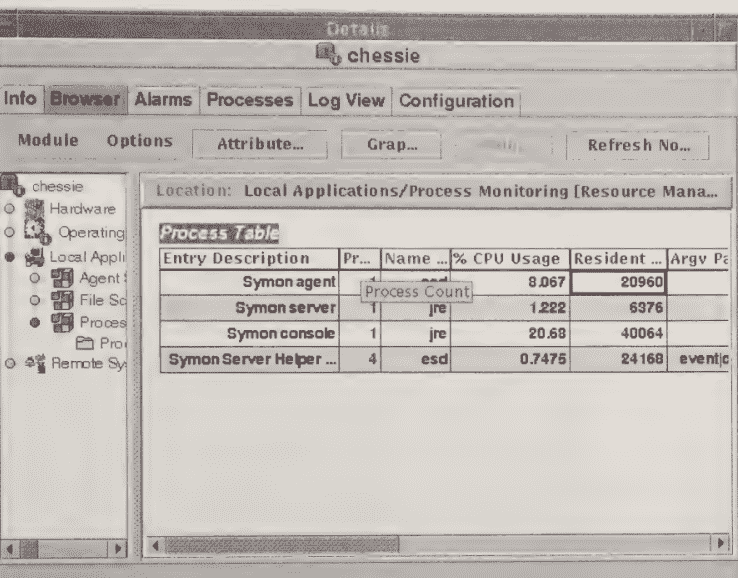 Details
chessie
Info Browser Alarms Processes Log View Configuration
Module Options Attribute... Grap... Refresh No...
chessie
Hardware
Operating
Local Appli
Agent
File Sc
Proces
Pro
Remote Sy
Location: Local Applications/Process Monitoring [Resource Mana...
Process Table
Entry Description Pr... Name ... % CPU Usage Resident ... Argv Pa
Symon agent 1 8.067 20960
Process Count
Symon server 1 jre 1.222 6376
Symon console 1 jre 20.68 40064
Symon Server Helper ... 4 esd 0.7475 24168 event|c